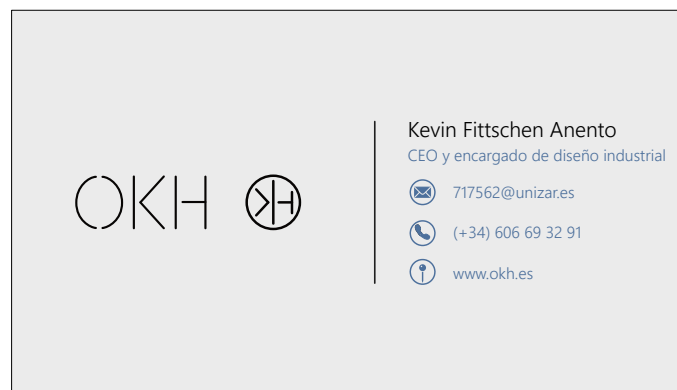 OKH
Kevin Fittschen Anento
CEO y encargado de diseño industrial
717562@unizar.es
(+34) 606 69 32 91
www.okh.es